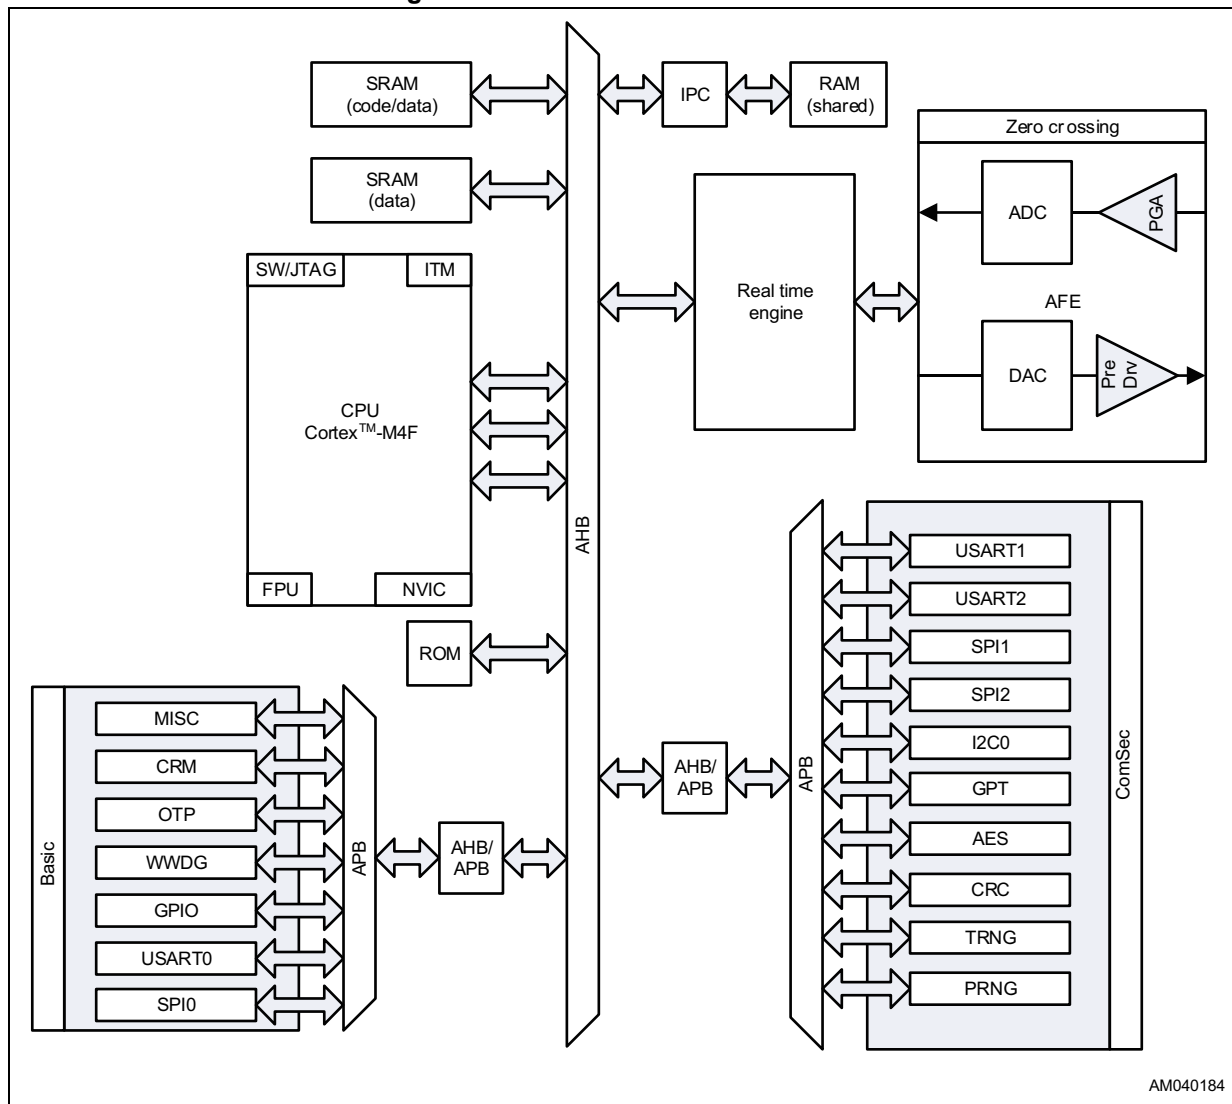 SRAM
(code/data)
IPC
RAM
(shared)
Zero crossing
SRAM
(data)
ADC
PGA
SW/JTAG
ITM
Real time
engine
AFE
DAC
Pre
Drv
CPU
Cortex™-M4F
FPU
NVIC
AHB
ROM
Basic
MISC
CRM
OTP
WWDG
GPIO
USART0
SPI0
APB
AHB/
APB
AHB/
APB
APB
USART1
USART2
SPI1
SPI2
I2C0
GPT
AES
CRC
TRNG
PRNG
ComSec
AM040184